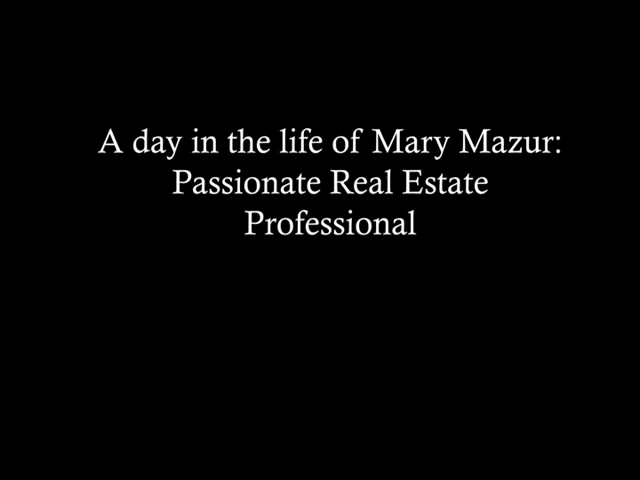 A day in the life of Mary Mazur:
Passionate Real Estate
Professional